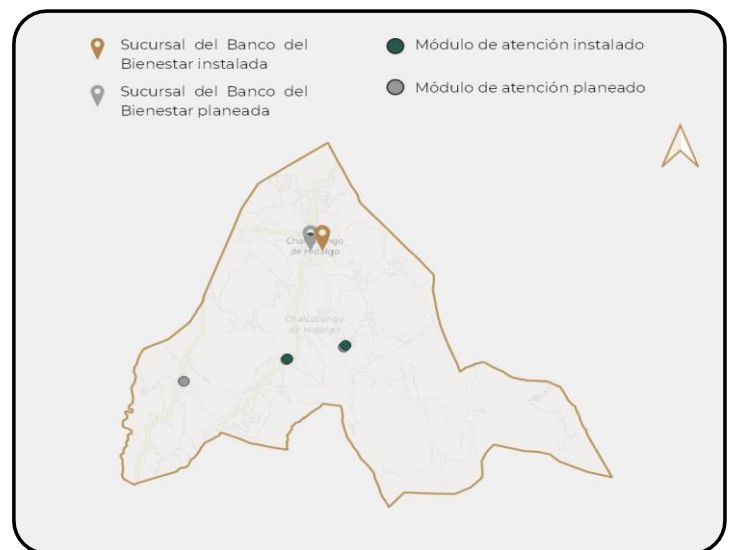 Sucursal del Banco del
Bienestar instalada
Sucursal del Banco del
Bienestar planeada
Módulo de atención instalado
Módulo de atención planeado
Chalcatongo
de Hidalgo
Chalcatongo
de Hidalgo